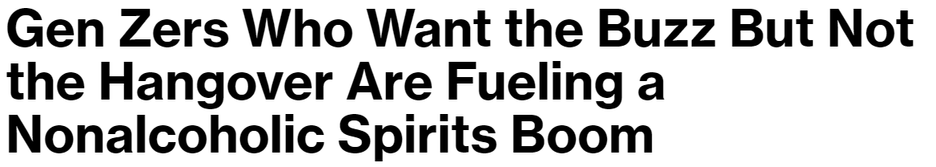 Gen Zers Who Want the Buzz But Not
the Hangover Are Fueling a
Nonalcoholic Spirits Boom